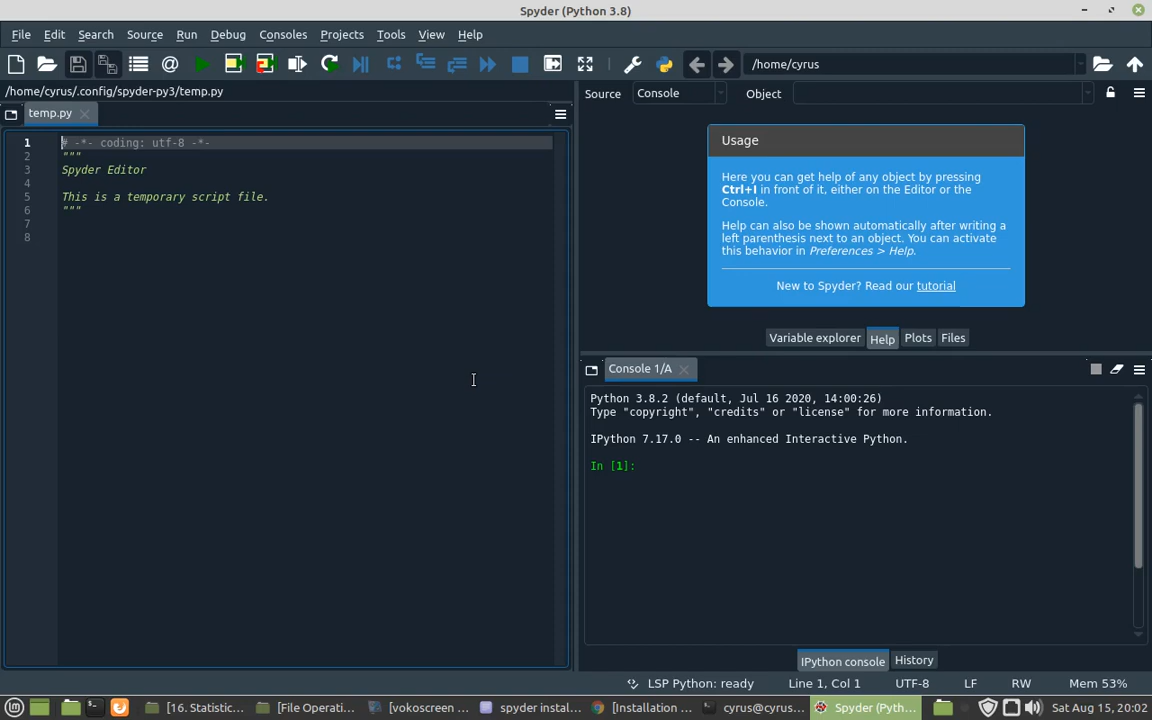 Spyder (Python 3.8)
File Edit Search Source Run Debug Consoles Projects Tools View Help
/home/cyrus
/home/cyrus/.config/spyder-py3/temp.py
Source Console Object
temp.py
1 # -*- coding: utf-8 -*-
2 """
3 Spyder Editor
4
5 This is a temporary script file.
6 """
7
8
Usage
Here you can get help of any object by pressing
Ctrl+I in front of it, either on the Editor or the
Console.
Help can also be shown automatically after writing a
left parenthesis next to an object. You can activate
this behavior in Preferences > Help.
New to Spyder? Read our tutorial
Variable explorer Help Plots Files
Console 1/A
Python 3.8.2 (default, Jul 16 2020, 14:00:26)
Type "copyright", "credits" or "license" for more information.
IPython 7.17.0 -- An enhanced Interactive Python.
In [1]:
IPython console History
LSP Python: ready Line 1, Col 1 UTF-8 LF RW Mem 53%
[16. Statistic... [File Operati... [vokoscreen ... spyder instal... [Installation ... cyrus@cyrus... Spyder (Pyth... Sat Aug 15, 20:02